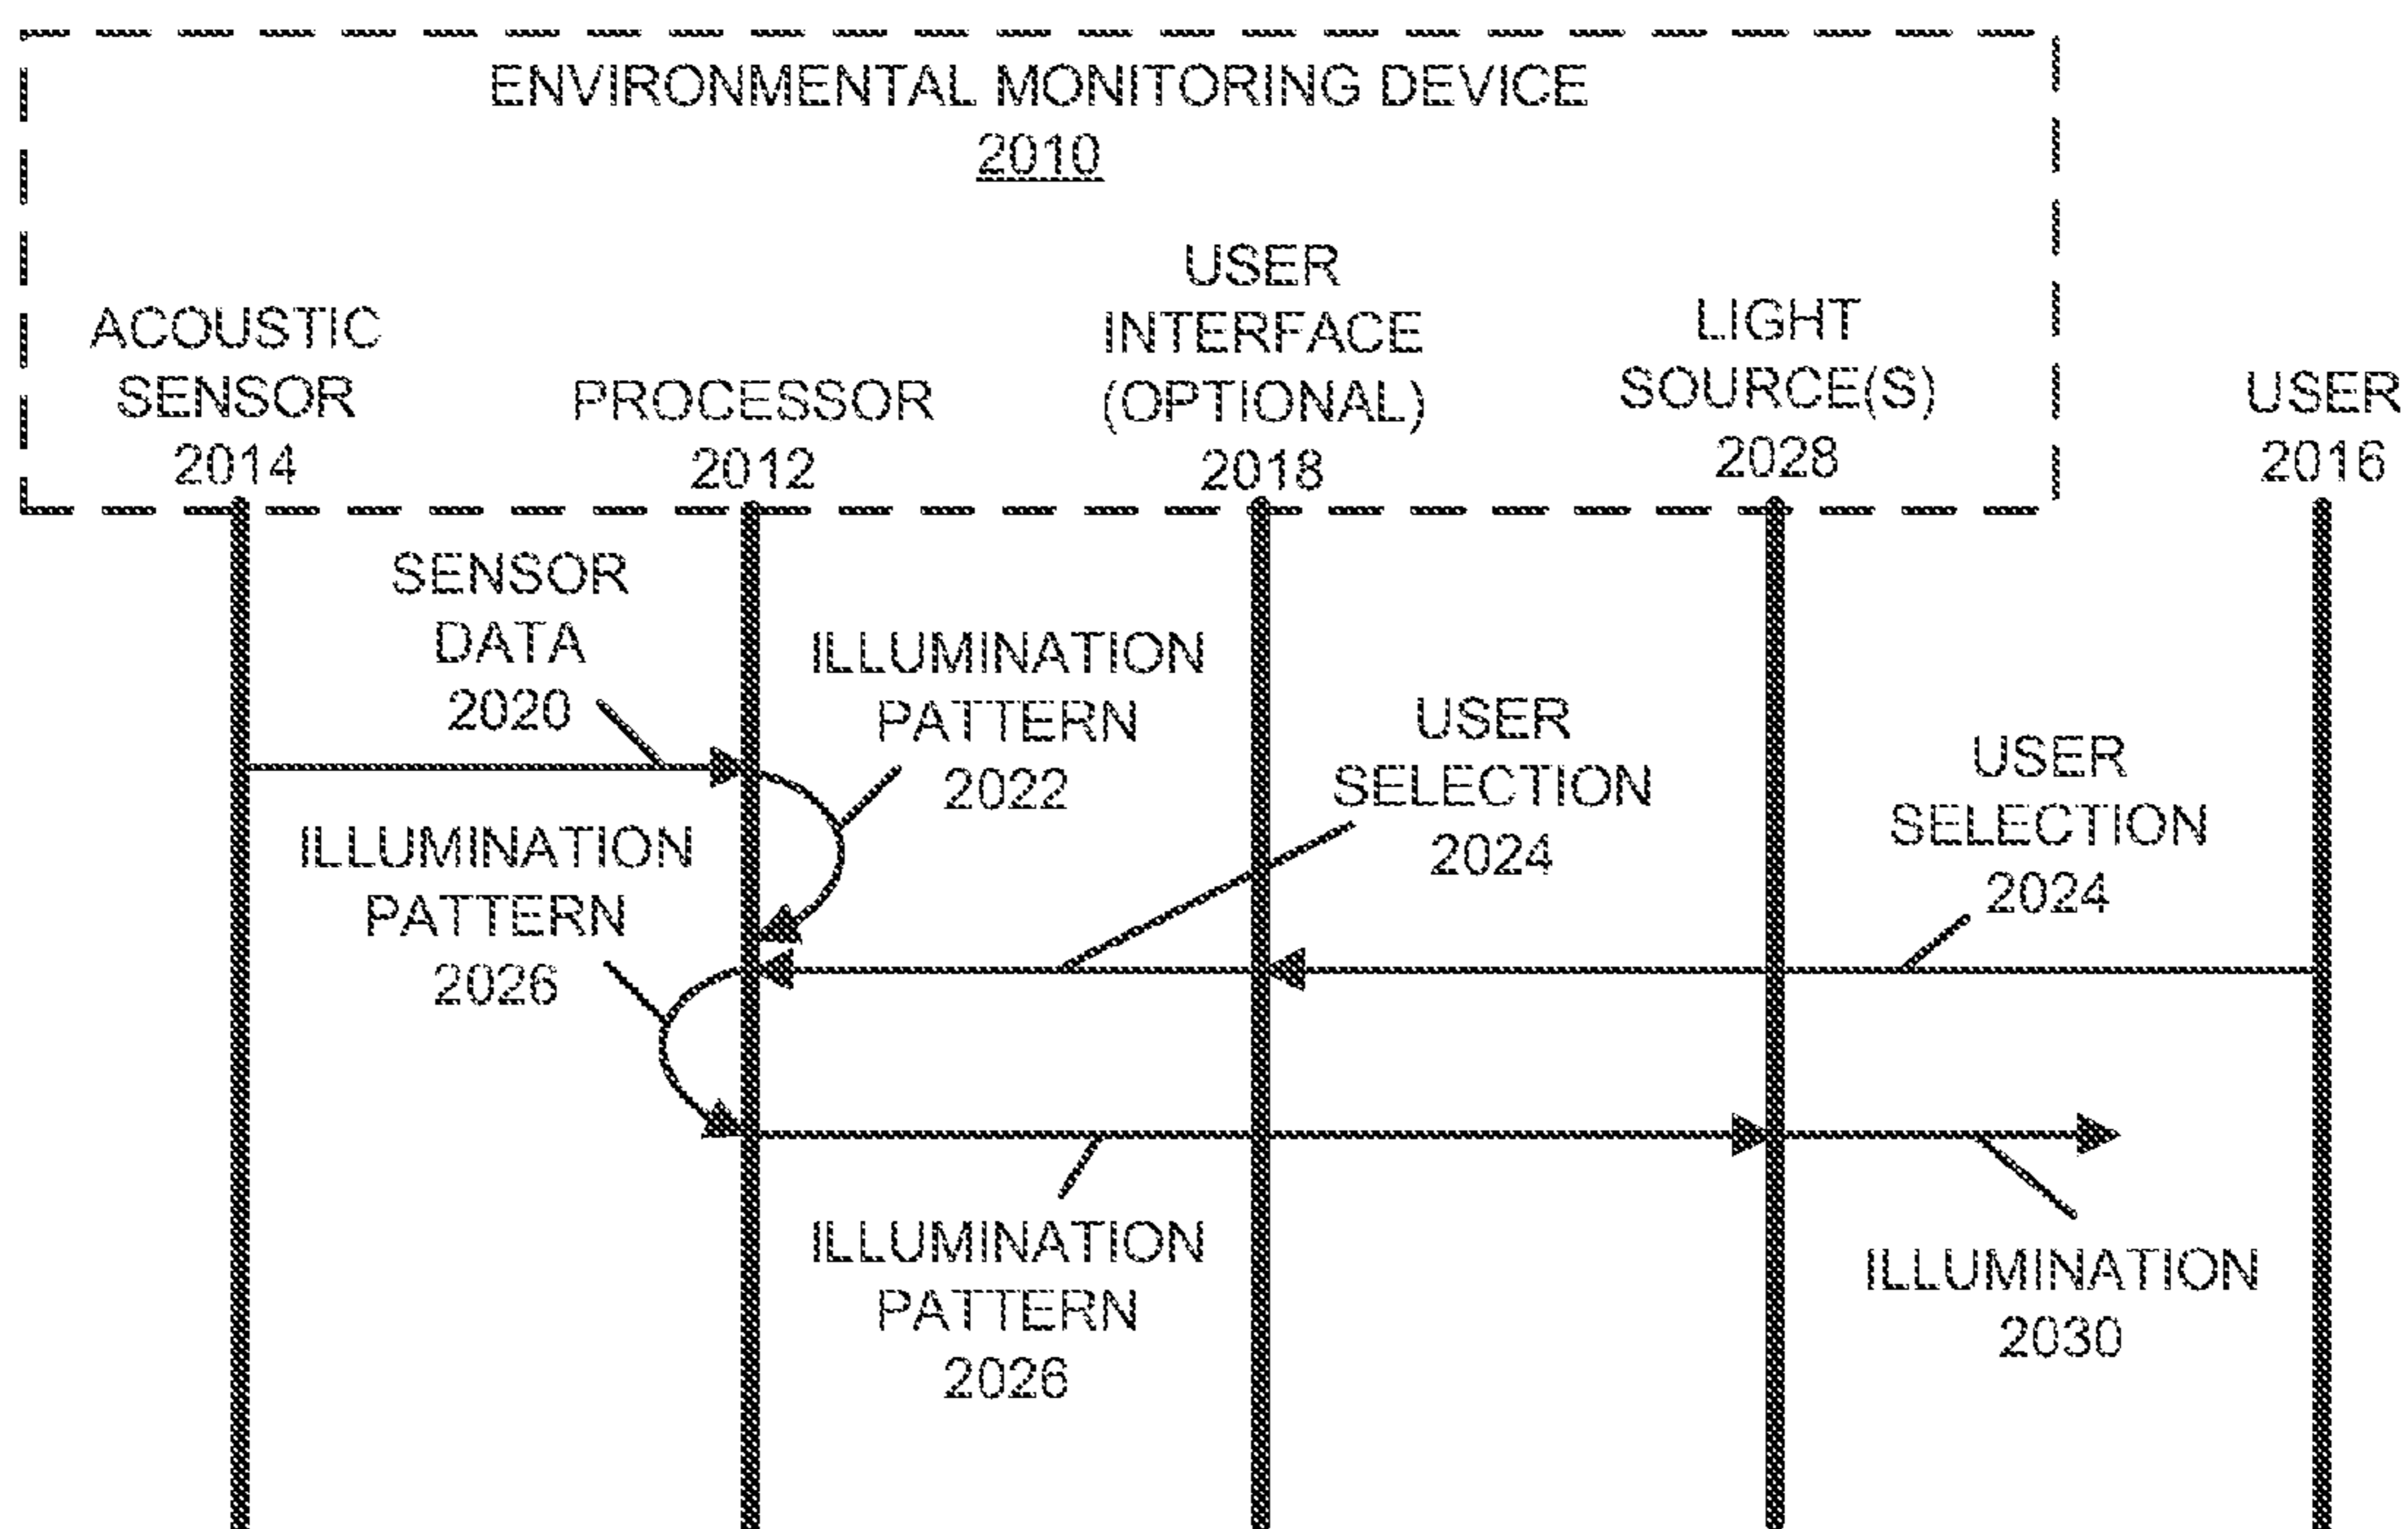 ENVIRONMENTAL MONITORING DEVICE
2010
ACOUSTIC
SENSOR
2014
PROCESSOR
2012
USER
INTERFACE
(OPTIONAL)
2018
LIGHT
SOURCE(S)
2028
USER
2016
SENSOR
DATA
2020
ILLUMINATION
PATTERN
2022
USER
SELECTION
2024
USER
SELECTION
2024
ILLUMINATION
PATTERN
2026
ILLUMINATION
PATTERN
2026
ILLUMINATION
2030